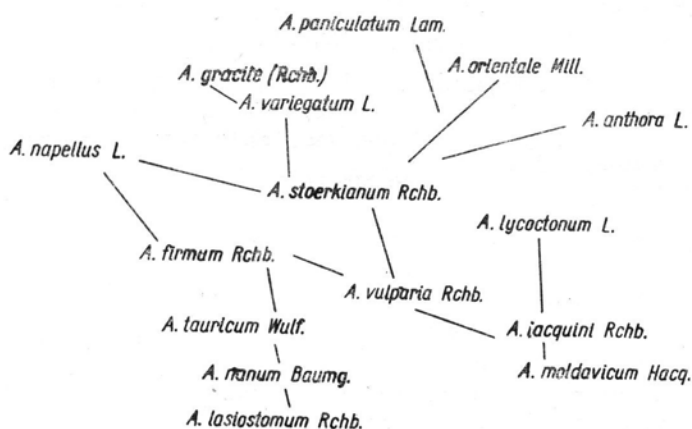 A. paniculatum Lam.
A. gracile (Rchb.)
A. orientale Mill.
A. variegatum L.
A. anthora L.
A. napellus L.
A. stoerkianum Rchb.
A. lycoctonum L.
A. firmum Rchb.
A. vulparia Rchb.
A. tauricum Wulf.
A. iacquini Rchb.
A. nanum Baumg.
A. moldavicum Hacq.
A. lasiostomum Rchb.